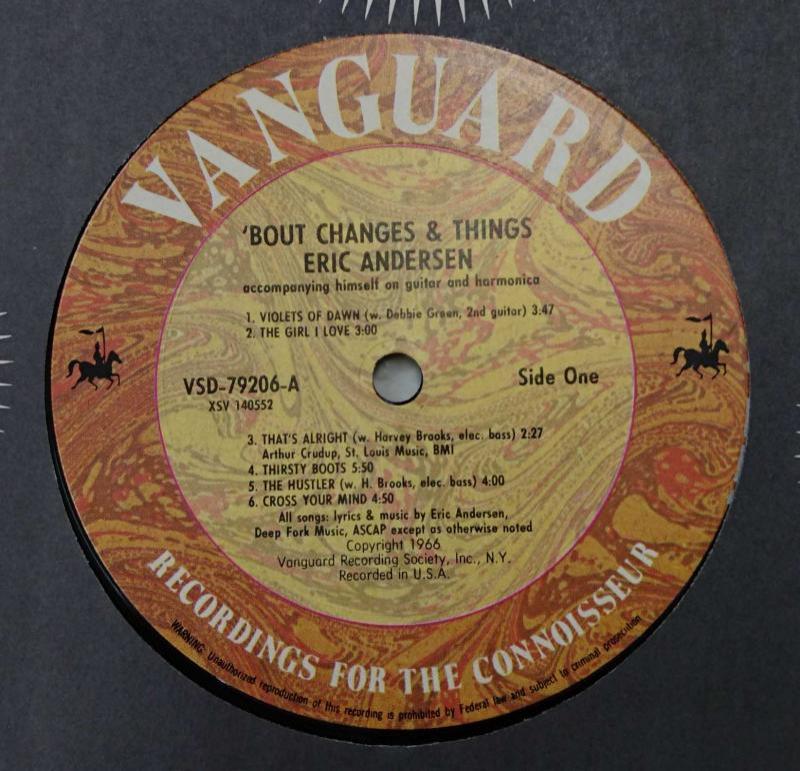 VANGUARD
'BOUT CHANGES & THINGS
ERIC ANDERSEN
accompanying himself on guitar and harmonica
1. VIOLETS OF DAWN (w. Debbie Green, 2nd guitar) 3:47
2. THE GIRL I LOVE 3:00
VSD-79206-A
XSV 140552
Side One
3. THAT'S ALRIGHT (w. Harvey Brooks, elec. bass) 2:27
Arthur Crudup, St. Louis Music, BMI
4. THIRSTY BOOTS 5:50
5. THE HUSTLER (w. H. Brooks, elec. bass) 4:00
6. CROSS YOUR MIND 4:50
All songs: lyrics & music by Eric Andersen,
Deep Fork Music, ASCAP except as otherwise noted
Copyright 1966
Vanguard Recording Society, Inc., N.Y.
Recorded in U.S.A.
RECORDINGS FOR THE CONNOISSEUR
WARNING: Unauthorized reproduction of this recording is prohibited by Federal law and subject to criminal prosecution